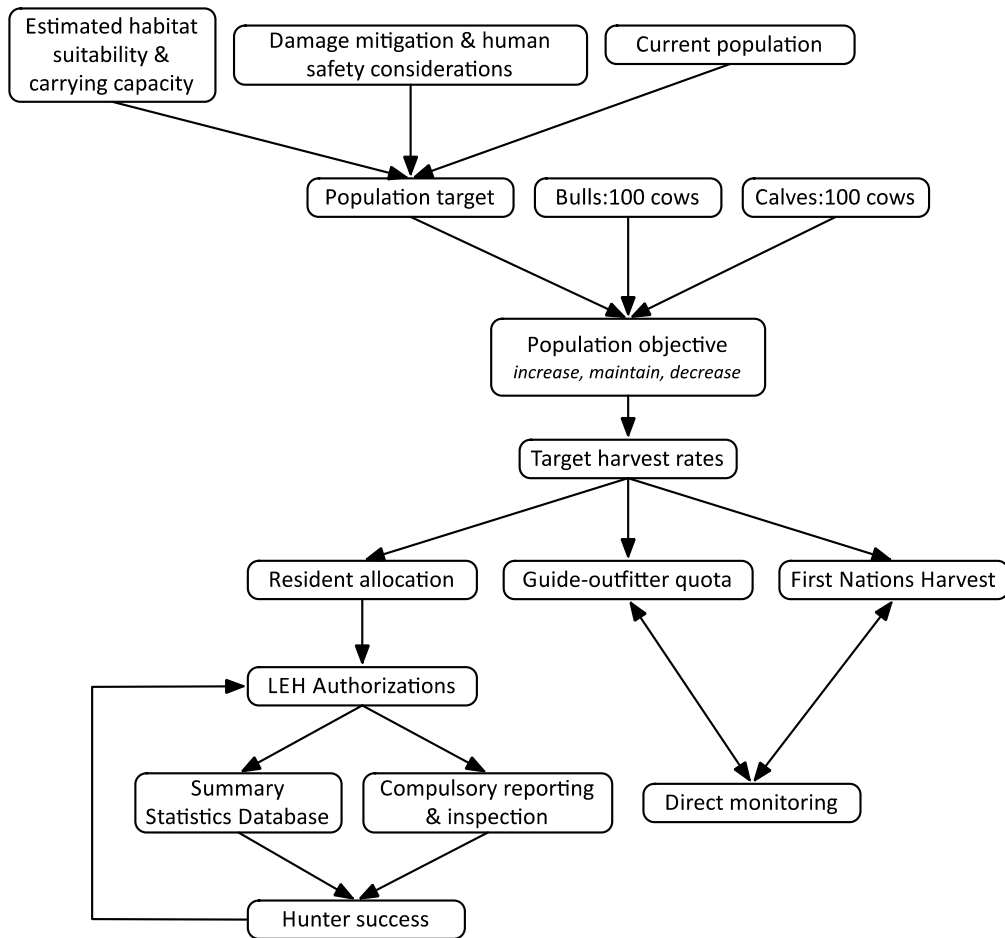 Estimated habitat
suitability &
carrying capacity
Damage mitigation & human
safety considerations
Current population
Population target
Bulls:100 cows
Calves:100 cows
Population objective
increase, maintain, decrease
Target harvest rates
Resident allocation
Guide-outfitter quota
First Nations Harvest
LEH Authorizations
Summary
Statistics Database
Compulsory reporting
& inspection
Direct monitoring
Hunter success